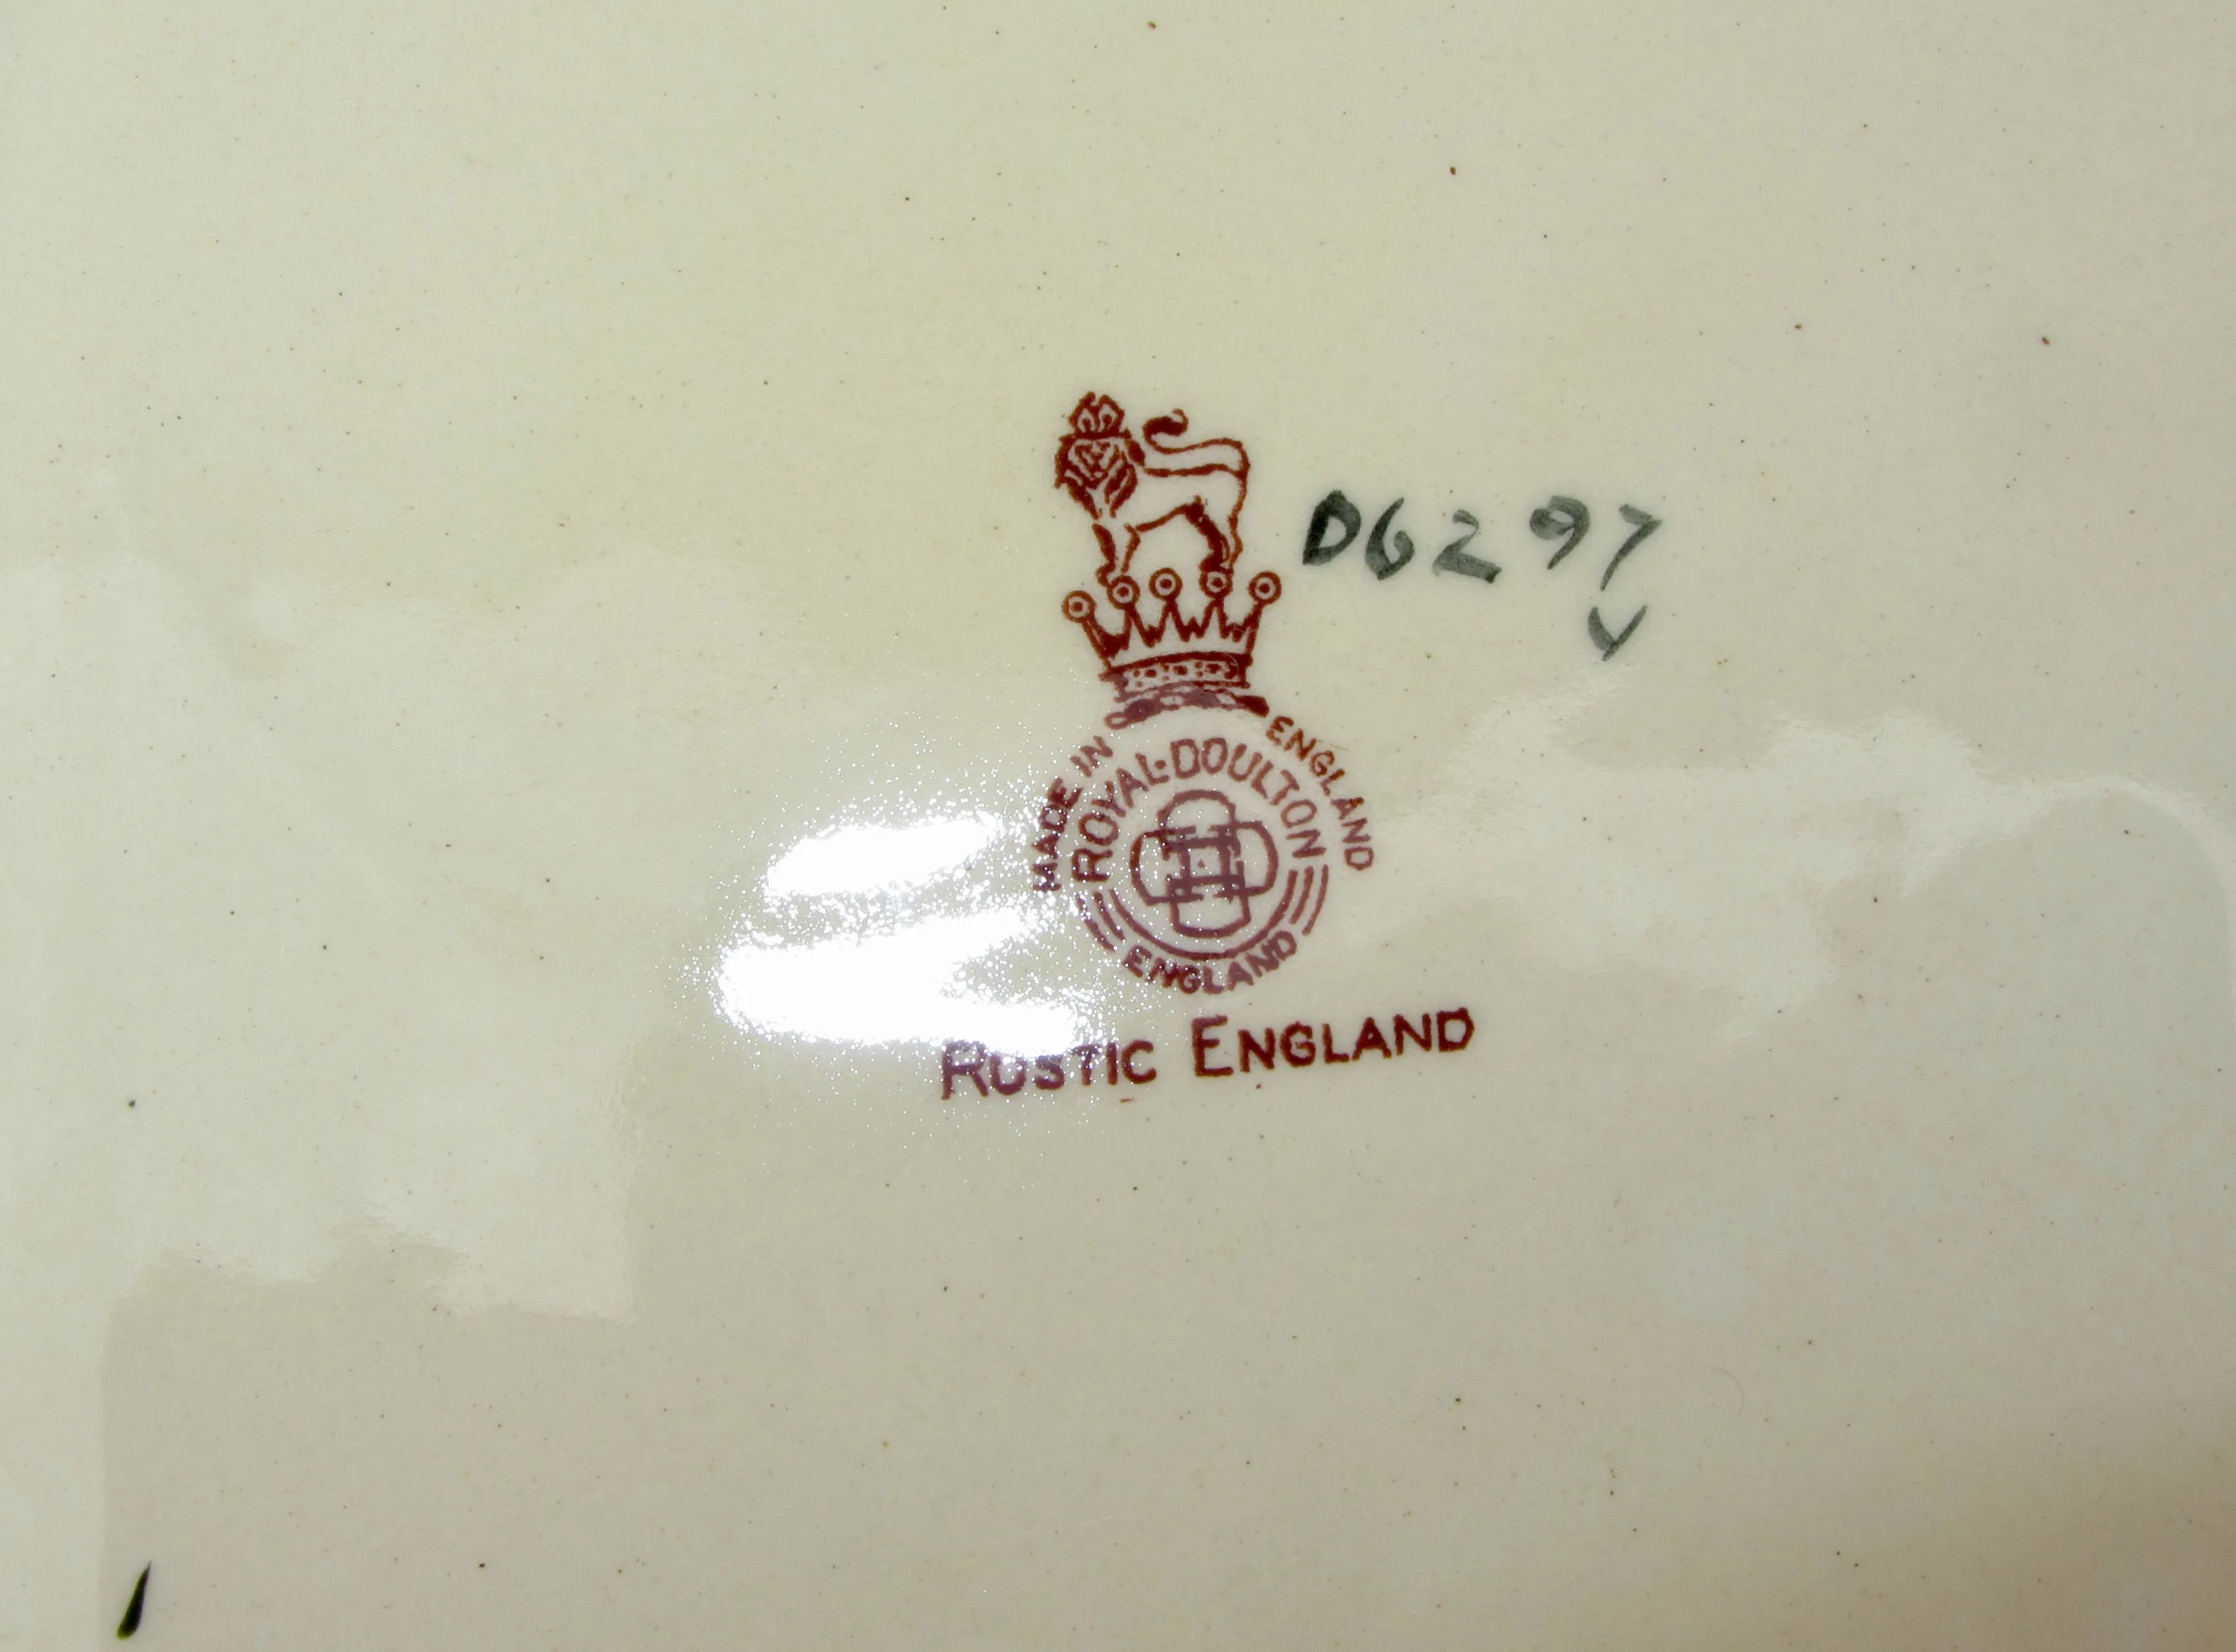 D6297
V
MADE IN ENGLAND
ROYAL·DOULTON
ENGLAND
RUSTIC ENGLAND